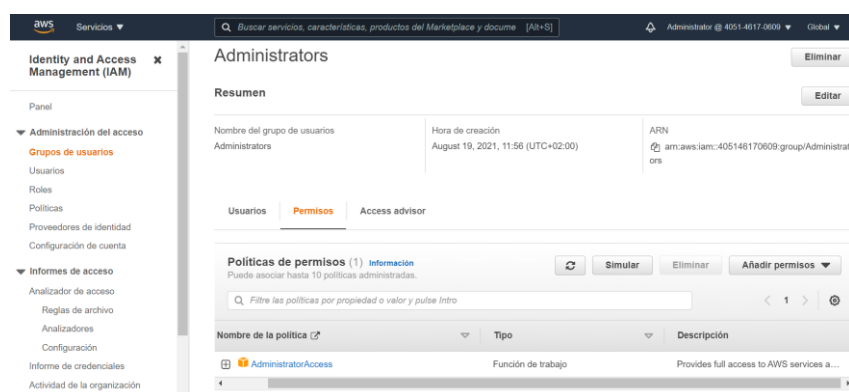 aws Servicios ▼ Buscar servicios, características, productos del Marketplace y docume [Alt+S] Administrator @ 4051-4617-0609 ▼ Global ▼
Identity and Access Management (IAM)
Panel
Administración del acceso
Grupos de usuarios
Usuarios
Roles
Políticas
Proveedores de identidad
Configuración de cuenta
Informes de acceso
Analizador de acceso
Reglas de archivo
Analizadores
Configuración
Informe de credenciales
Actividad de la organización
Administrators Eliminar
Resumen Editar
Nombre del grupo de usuarios
Administrators
Hora de creación
August 19, 2021, 11:56 (UTC+02:00)
ARN
arn:aws:iam::405146170609:group/Administrat
ors
Usuarios Permisos Access advisor
Políticas de permisos (1) Información
Puede asociar hasta 10 políticas administradas.
Simular Eliminar Añadir permisos ▼
Filtre las políticas por propiedad o valor y pulse Intro
< 1 >
Nombre de la política Tipo Descripción
AdministratorAccess Función de trabajo Provides full access to AWS services a...